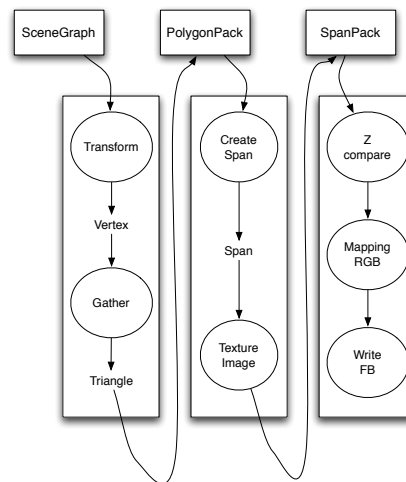 SceneGraph
PolygonPack
SpanPack
Transform
Vertex
Gather
Triangle
Create
Span
Span
Texture
Image
Z
compare
Mapping
RGB
Write
FB